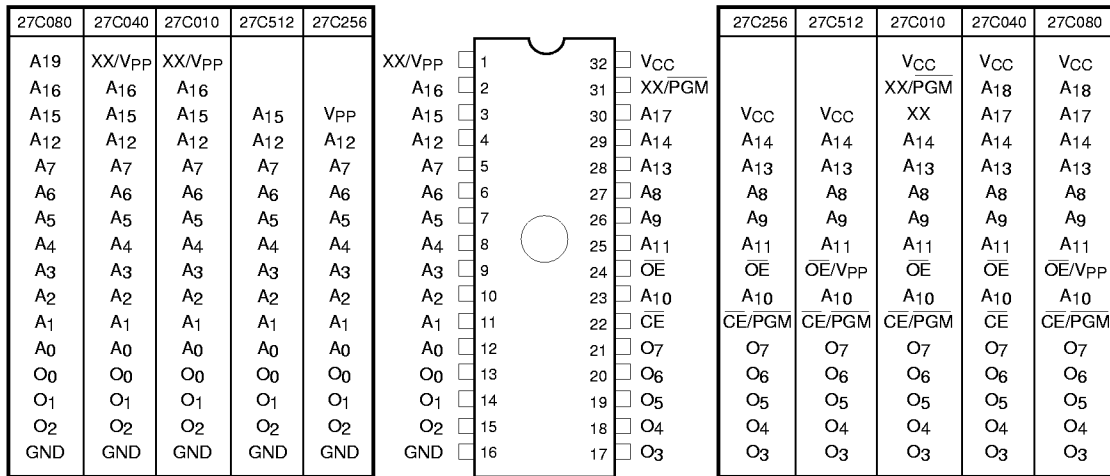 27C080 27C040 27C010 27C512 27C256 27C256 27C512 27C010 27C040 27C080
A19 XX/VPP XX/VPP XX/VPP 1 32 VCC VCC VCC VCC
A16 A16 A16 A16 2 31 XX/PGM XX/PGM A18 A18
A15 A15 A15 A15 VPP A15 3 30 A17 VCC VCC XX A17 A17
A12 A12 A12 A12 A12 A12 4 29 A14 A14 A14 A14 A14 A14
A7 A7 A7 A7 A7 A7 5 28 A13 A13 A13 A13 A13 A13
A6 A6 A6 A6 A6 A6 6 27 A8 A8 A8 A8 A8 A8
A5 A5 A5 A5 A5 A5 7 26 A9 A9 A9 A9 A9 A9
A4 A4 A4 A4 A4 A4 8 25 A11 A11 A11 A11 A11 A11
A3 A3 A3 A3 A3 A3 9 24 OE OE OE/VPP OE OE OE/VPP
A2 A2 A2 A2 A2 A2 10 23 A10 A10 A10 A10 A10 A10
A1 A1 A1 A1 A1 A1 11 22 CE CE/PGM CE/PGM CE/PGM CE CE/PGM
A0 A0 A0 A0 A0 A0 12 21 O7 O7 O7 O7 O7 O7
O0 O0 O0 O0 O0 O0 13 20 O6 O6 O6 O6 O6 O6
O1 O1 O1 O1 O1 O1 14 19 O5 O5 O5 O5 O5 O5
O2 O2 O2 O2 O2 O2 15 18 O4 O4 O4 O4 O4 O4
GND GND GND GND GND GND 16 17 O3 O3 O3 O3 O3 O3